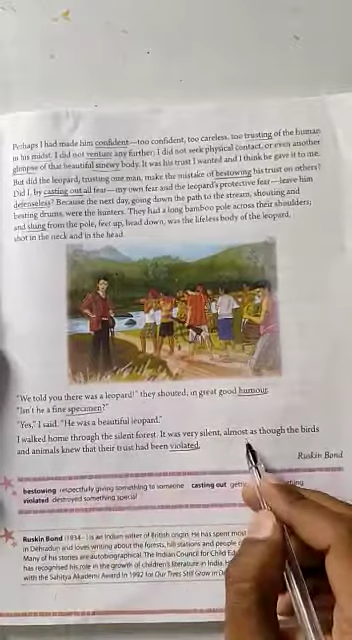 Perhaps I had made him confident—too confident, too careless, too trusting of the human
in his midst. I did not venture any further; I did not seek physical contact, or even another
glimpse of that beautiful sinewy body. It was his trust I wanted and I think he gave it to me.
But did the leopard, trusting one man, make the mistake of bestowing his trust on others?
Did I, by casting out all fear—my own fear and the leopard's protective fear—leave him
defenseless? Because the next day, going down the path to the stream, shouting and
beating drums, were the hunters. They had a long bamboo pole across their shoulders;
and slung from the pole, feet up, head down, was the lifeless body of the leopard,
shot in the neck and in the head.
"We told you there was a leopard!" they shouted, in great good humour.
"Isn't he a fine specimen?"
"Yes," I said. "He was a beautiful leopard."
I walked home through the silent forest. It was very silent, almost as though the birds
and animals knew that their trust had been violated.
Ruskin Bond
bestowing respectfully giving something to someone casting out
violated destroyed something special
Ruskin Bond (1934– ) is an Indian writer of British origin. He has spent most
in Dehradun and loves writing about the forests, hill stations and people
Many of his stories are autobiographical. The Indian Council for Child
has recognised his role in the growth of children's literature in India.
with the Sahitya Akademi Award in 1992 for Our Trees Still Grow in